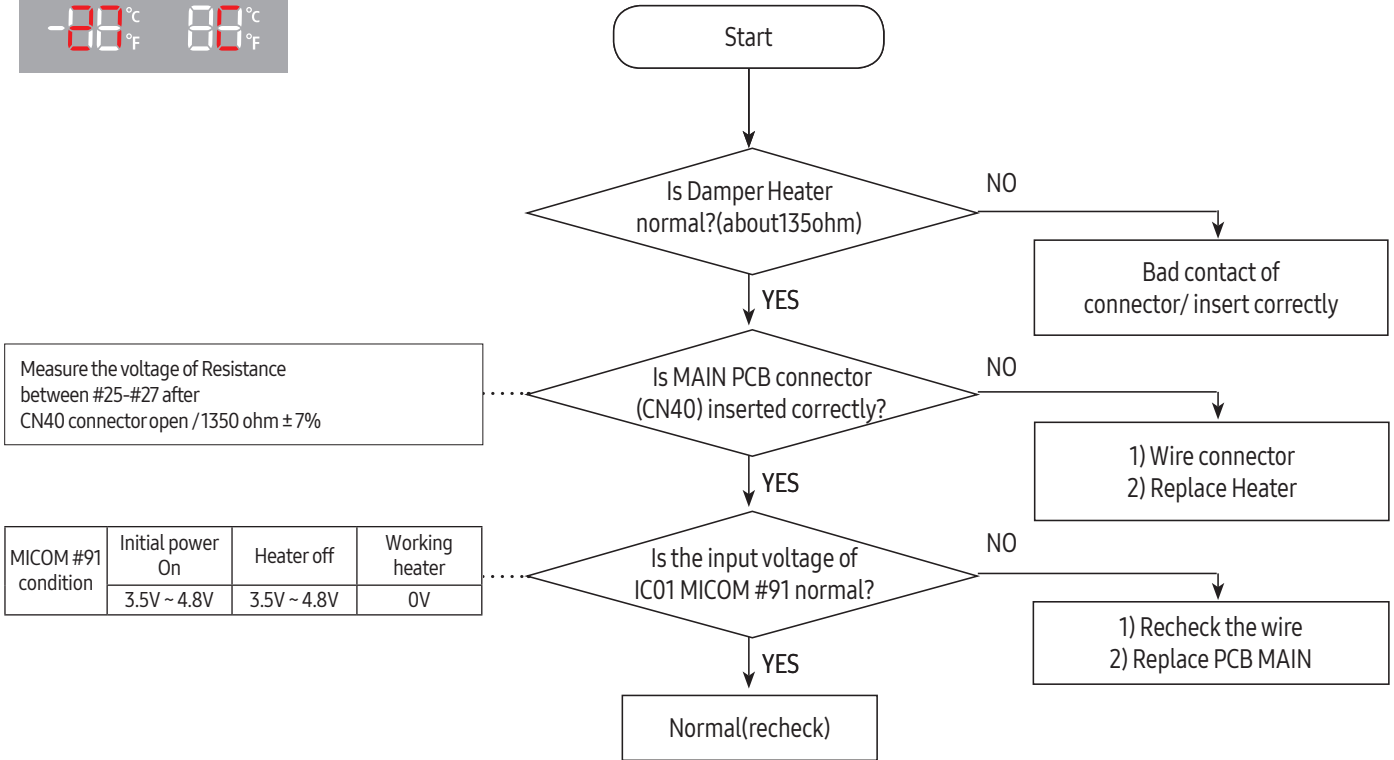 -27 °C °F C °C °F
Start
Is Damper Heater
normal?(about135ohm)
NO
Bad contact of
connector/ insert correctly
YES
Measure the voltage of Resistance
between #25-#27 after
CN40 connector open / 1350 ohm ± 7%
Is MAIN PCB connector
(CN40) inserted correctly?
NO
1) Wire connector
2) Replace Heater
YES
MICOM #91
condition
Initial power
On
Heater off
Working
heater
3.5V ~ 4.8V
3.5V ~ 4.8V
0V
Is the input voltage of
IC01 MICOM #91 normal?
NO
1) Recheck the wire
2) Replace PCB MAIN
YES
Normal(recheck)